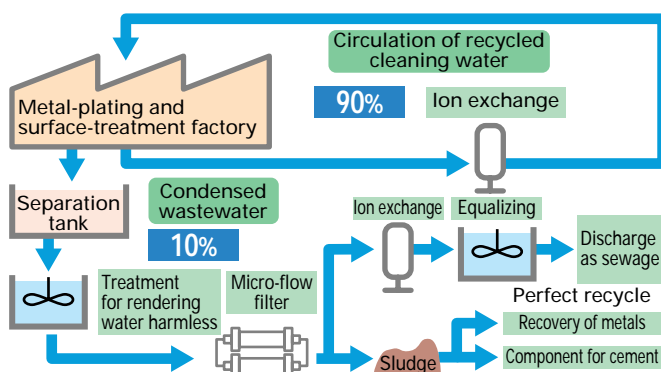 Circulation of recycled
cleaning water
Metal-plating and
surface-treatment factory
90%
Ion exchange
Separation
tank
Condensed
wastewater
10%
Ion exchange
Equalizing
Discharge
as sewage
Treatment
for rendering
water harmless
Micro-flow
filter
Perfect recycle
Recovery of metals
Sludge
Component for cement